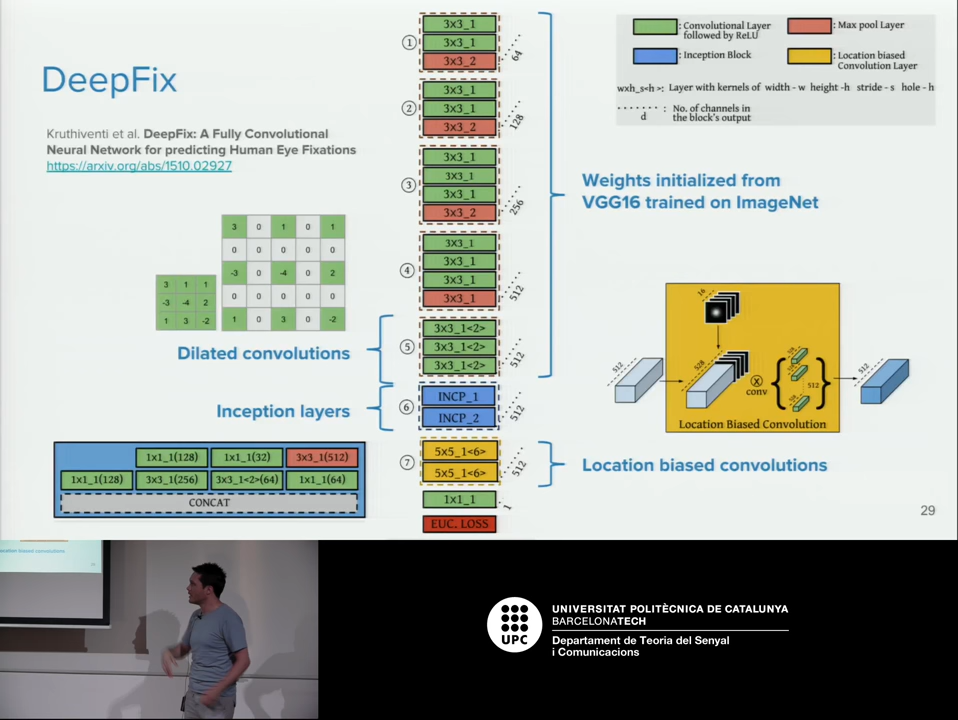 DeepFix
Kruthiventi et al. DeepFix: A Fully Convolutional
Neural Network for predicting Human Eye Fixations
https://arxiv.org/abs/1510.02927
3 0 1 0 1
0 0 0 0 0
-3 0 -4 0 2
0 0 0 0 0
1 0 3 0 -2
3 1 1
-3 -4 2
1 3 -2
Dilated convolutions
Inception layers
1x1_1(128) 1x1_1(32) 3x3_1(512)
1x1_1(128) 3x3_1(256) 3x3_1<2>(64) 1x1_1(64)
CONCAT
1
3x3_1
3x3_1
3x3_2
64
2
3x3_1
3x3_1
3x3_2
128
3
3x3_1
3x3_1
3x3_1
3x3_2
256
4
3x3_1
3x3_1
3x3_1
3x3_1
512
5
3x3_1<2>
3x3_1<2>
3x3_1<2>
512
6
INCP_1
INCP_2
512
7
5x5_1<6>
5x5_1<6>
512
1x1_1
1
EUC. LOSS
: Convolutional Layer
followed by ReLU
: Max pool Layer
: Inception Block
: Location biased
Convolution Layer
wxh_s<h >: Layer with kernels of width - w height -h stride - s hole - h
: No. of channels in
the block's output
d
Weights initialized from
VGG16 trained on ImageNet
16
512
528
conv
512
512
Location Biased Convolution
Location biased convolutions
29
UPC
UNIVERSITAT POLITÈCNICA DE CATALUNYA
BARCELONATECH
Departament de Teoria del Senyal
i Comunicacions